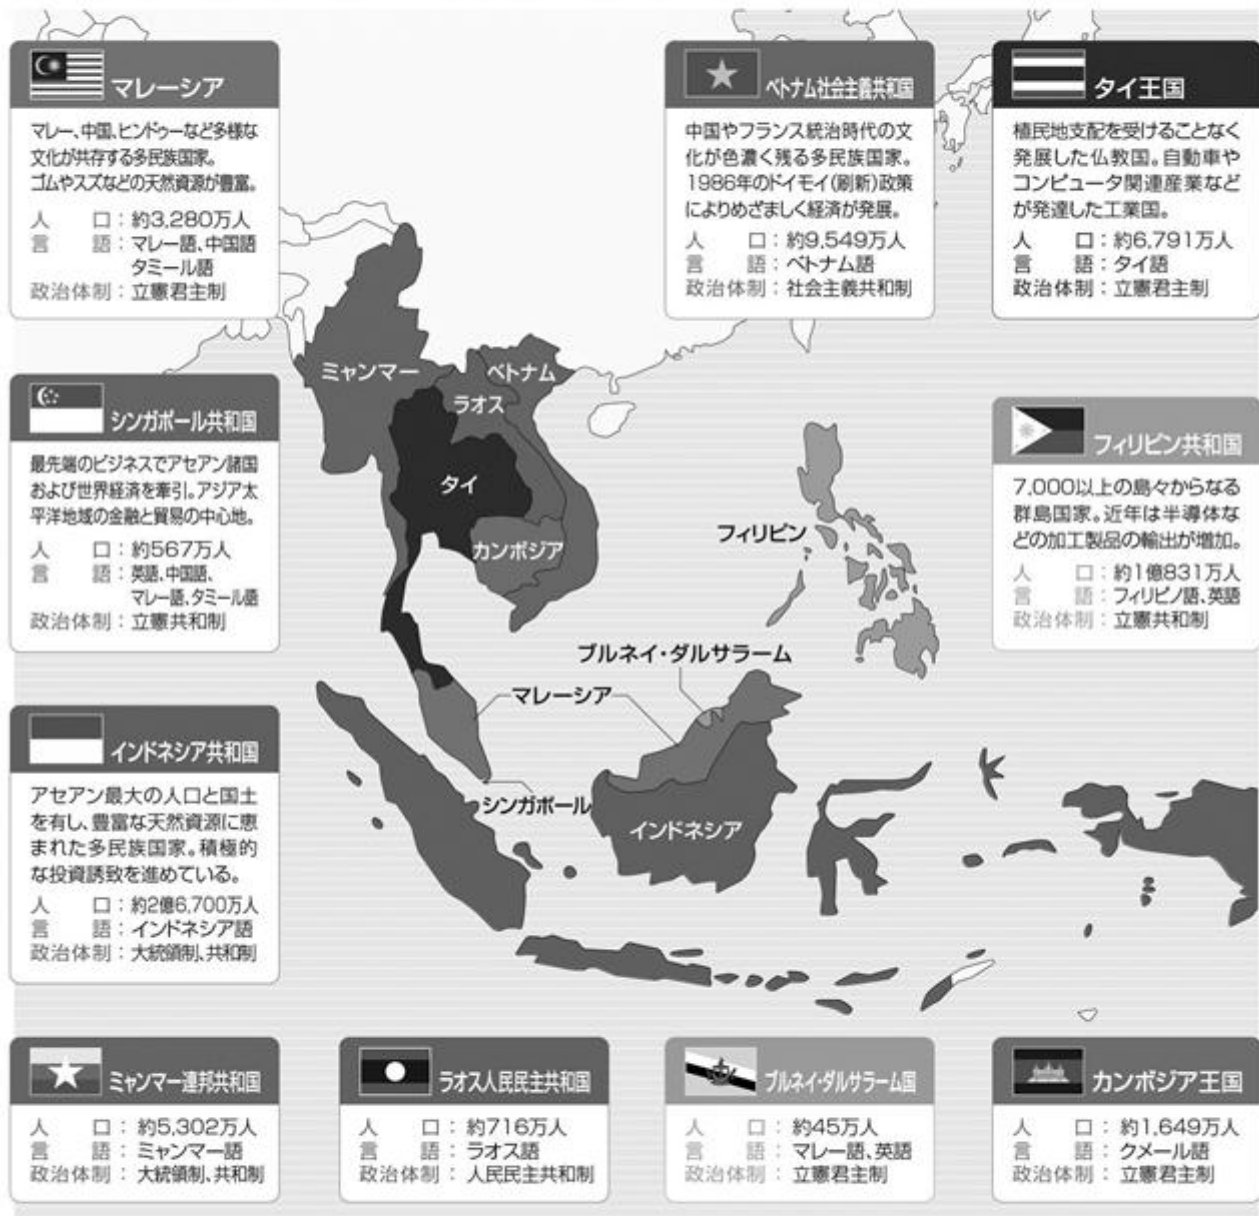 マレーシア
マレー、中国、ヒンドゥーなど多様な
文化が共存する多民族国家。
ゴムやスズなどの天然資源が豊富。
人口：約3,280万人
言語：マレー語、中国語
タミール語
政治体制：立憲君主制
ベトナム社会主義共和国
中国やフランス統治時代の文
化が色濃く残る多民族国家。
1986年のドイモイ（刷新）政策
によりめざましく経済が発展。
人口：約9,549万人
言語：ベトナム語
政治体制：社会主義共和制
タイ王国
植民地支配を受けることなく
発展した仏教国。自動車や
コンピュータ関連産業など
が発達した工業国。
人口：約6,791万人
言語：タイ語
政治体制：立憲君主制
シンガポール共和国
最先端のビジネスでアセアン諸国
および世界経済を牽引。アジア太
平洋地域の金融と貿易の中心地。
人口：約567万人
言語：英語、中国語、
マレー語、タミール語
政治体制：立憲共和制
ミャンマー
ベトナム
ラオス
タイ
カンボジア
フィリピン
ブルネイ・ダルサラーム
マレーシア
シンガポール
インドネシア
フィリピン共和国
7,000以上の島々からなる
群島国家。近年は半導体な
どの加工製品の輸出が増加。
人口：約1億831万人
言語：フィリピノ語、英語
政治体制：立憲共和制
インドネシア共和国
アセアン最大の人口と国土
を有し、豊富な天然資源に恵
まれた多民族国家。積極的
な投資誘致を進めている。
人口：約2億6,700万人
言語：インドネシア語
政治体制：大統領制、共和制
ミャンマー連邦共和国
人口：約5,302万人
言語：ミャンマー語
政治体制：大統領制、共和制
ラオス人民民主共和国
人口：約716万人
言語：ラオス語
政治体制：人民民主共和制
ブルネイ・ダルサラーム国
人口：約45万人
言語：マレー語、英語
政治体制：立憲君主制
カンボジア王国
人口：約1,649万人
言語：クメール語
政治体制：立憲君主制